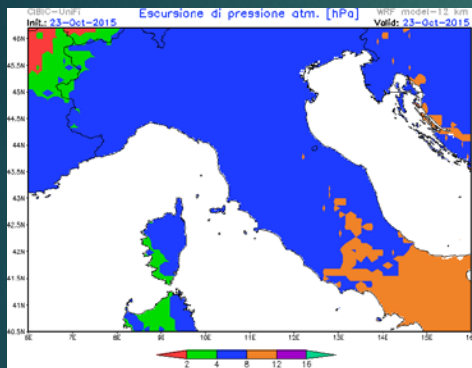 CIBIC-UniFi Escursione di pressione atm. [hPa] WRF model-12 km
Init.: 23-Oct-2015 Valid: 23-Oct-2015
46N
45.5N
45N
44.5N
44N
43.5N
43N
42.5N
42N
41.5N
41N
40.5N
6E 7E 8E 9E 10E 11E 12E 13E 14E 15E 16E
2 4 8 12 16